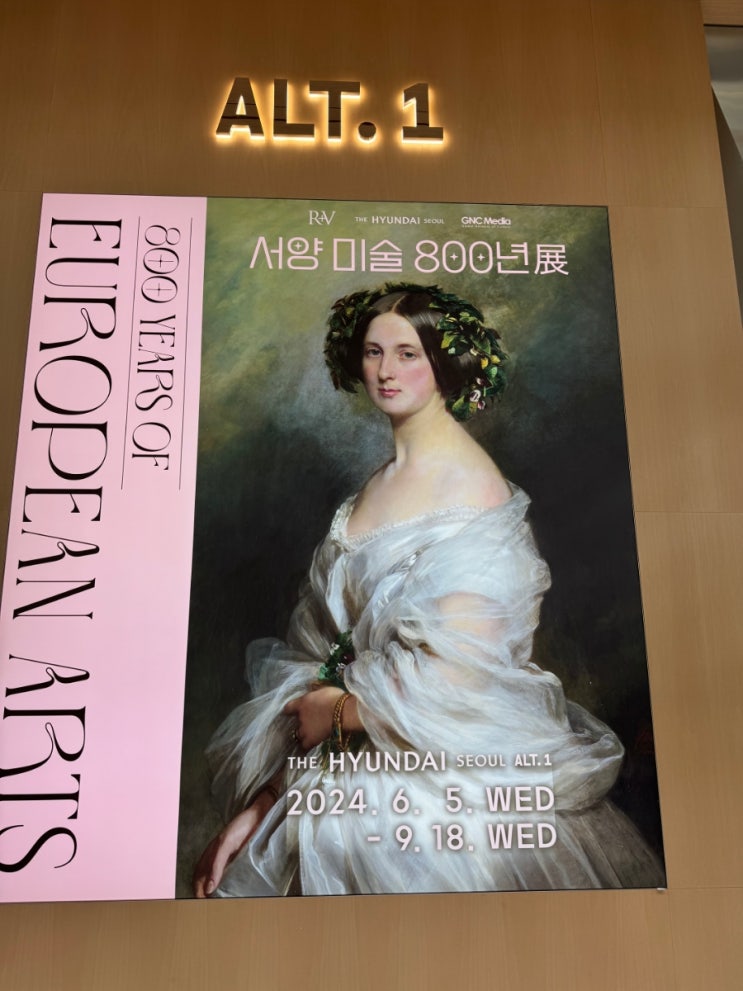 ALT. 1
R&V THE HYUNDAI SEOUL GNC Media
서양 미술 800년展
800 YEARS OF
EUROPEAN ARTS
THE HYUNDAI SEOUL ALT.1
2024. 6. 5. WED
- 9. 18. WED